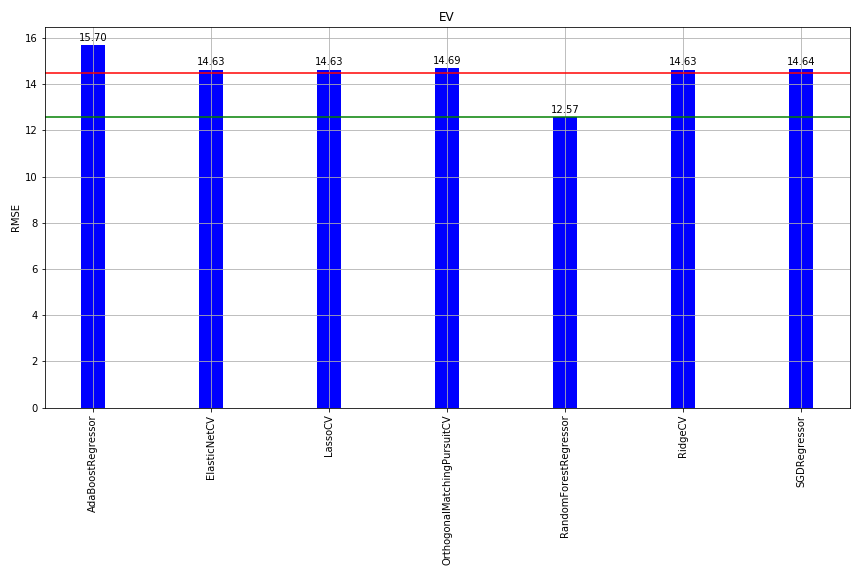 EV
16
14
12
10
8
6
4
2
0
RMSE
15.70
14.63
14.63
14.69
12.57
14.63
14.64
AdaBoostRegressor
ElasticNetCV
LassoCV
OrthogonalMatchingPursuitCV
RandomForestRegressor
RidgeCV
SGDRegressor